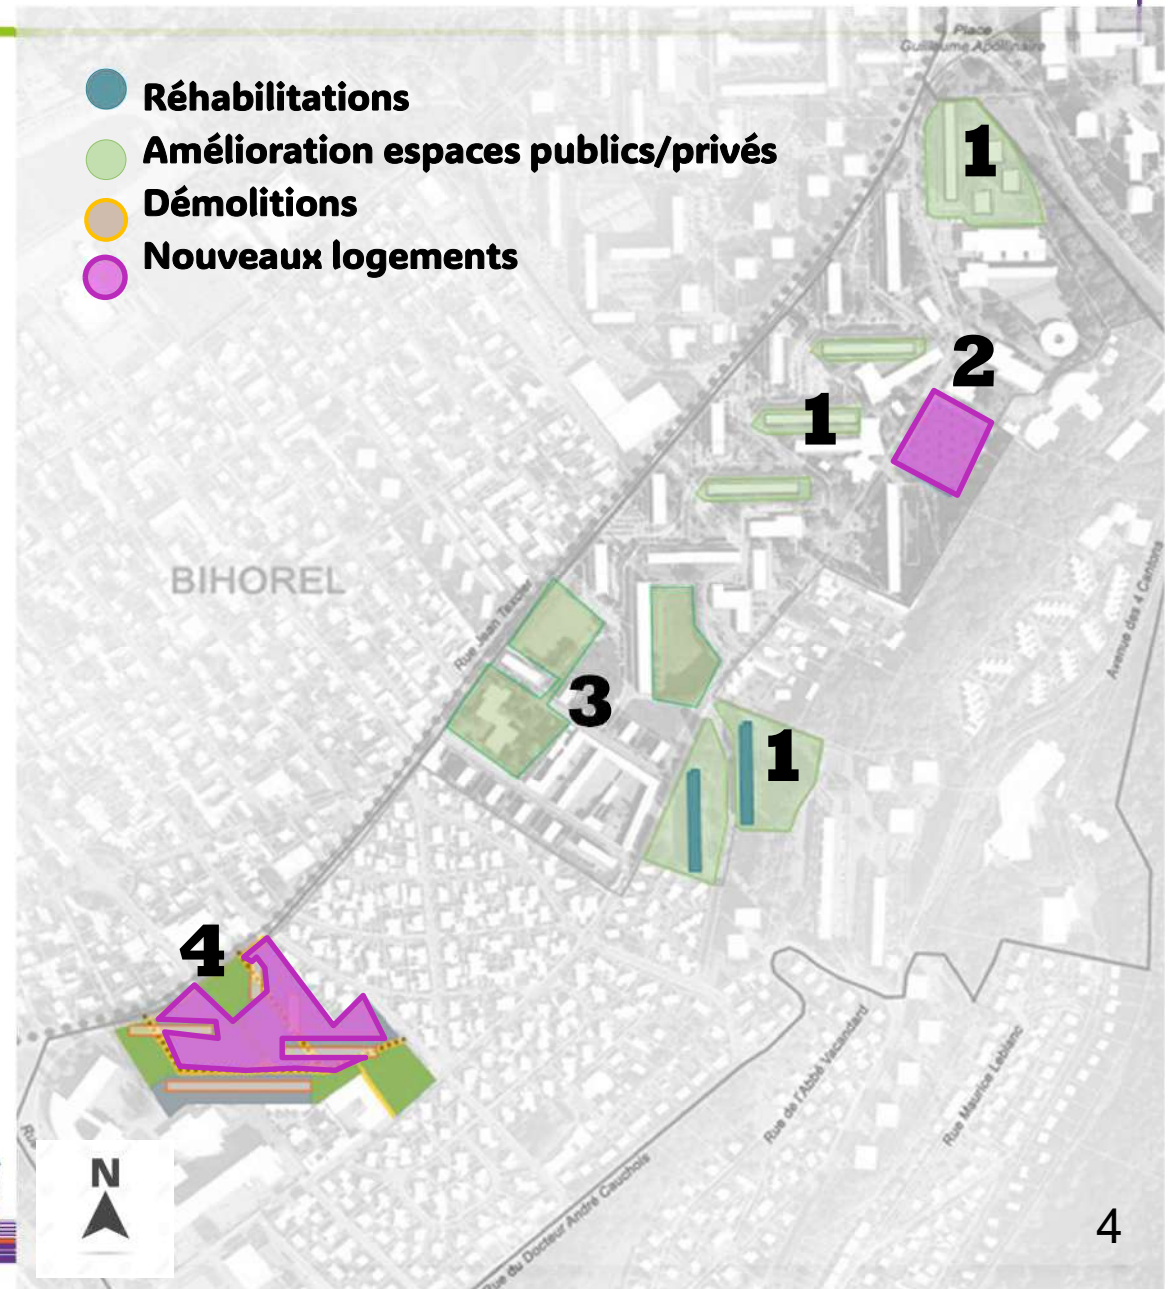 Place
Guillaume Apollinaire
Réhabilitations
Amélioration espaces publics/privés
Démolitions
Nouveaux logements
1
2
1
BIHOREL
Rue Jean Texcier
Avenue des 4 Cantons
3
1
4
Rue de l'Abbé Vacandard
Rue Maurice Leblanc
Rue du Docteur André Cauchois
N
4